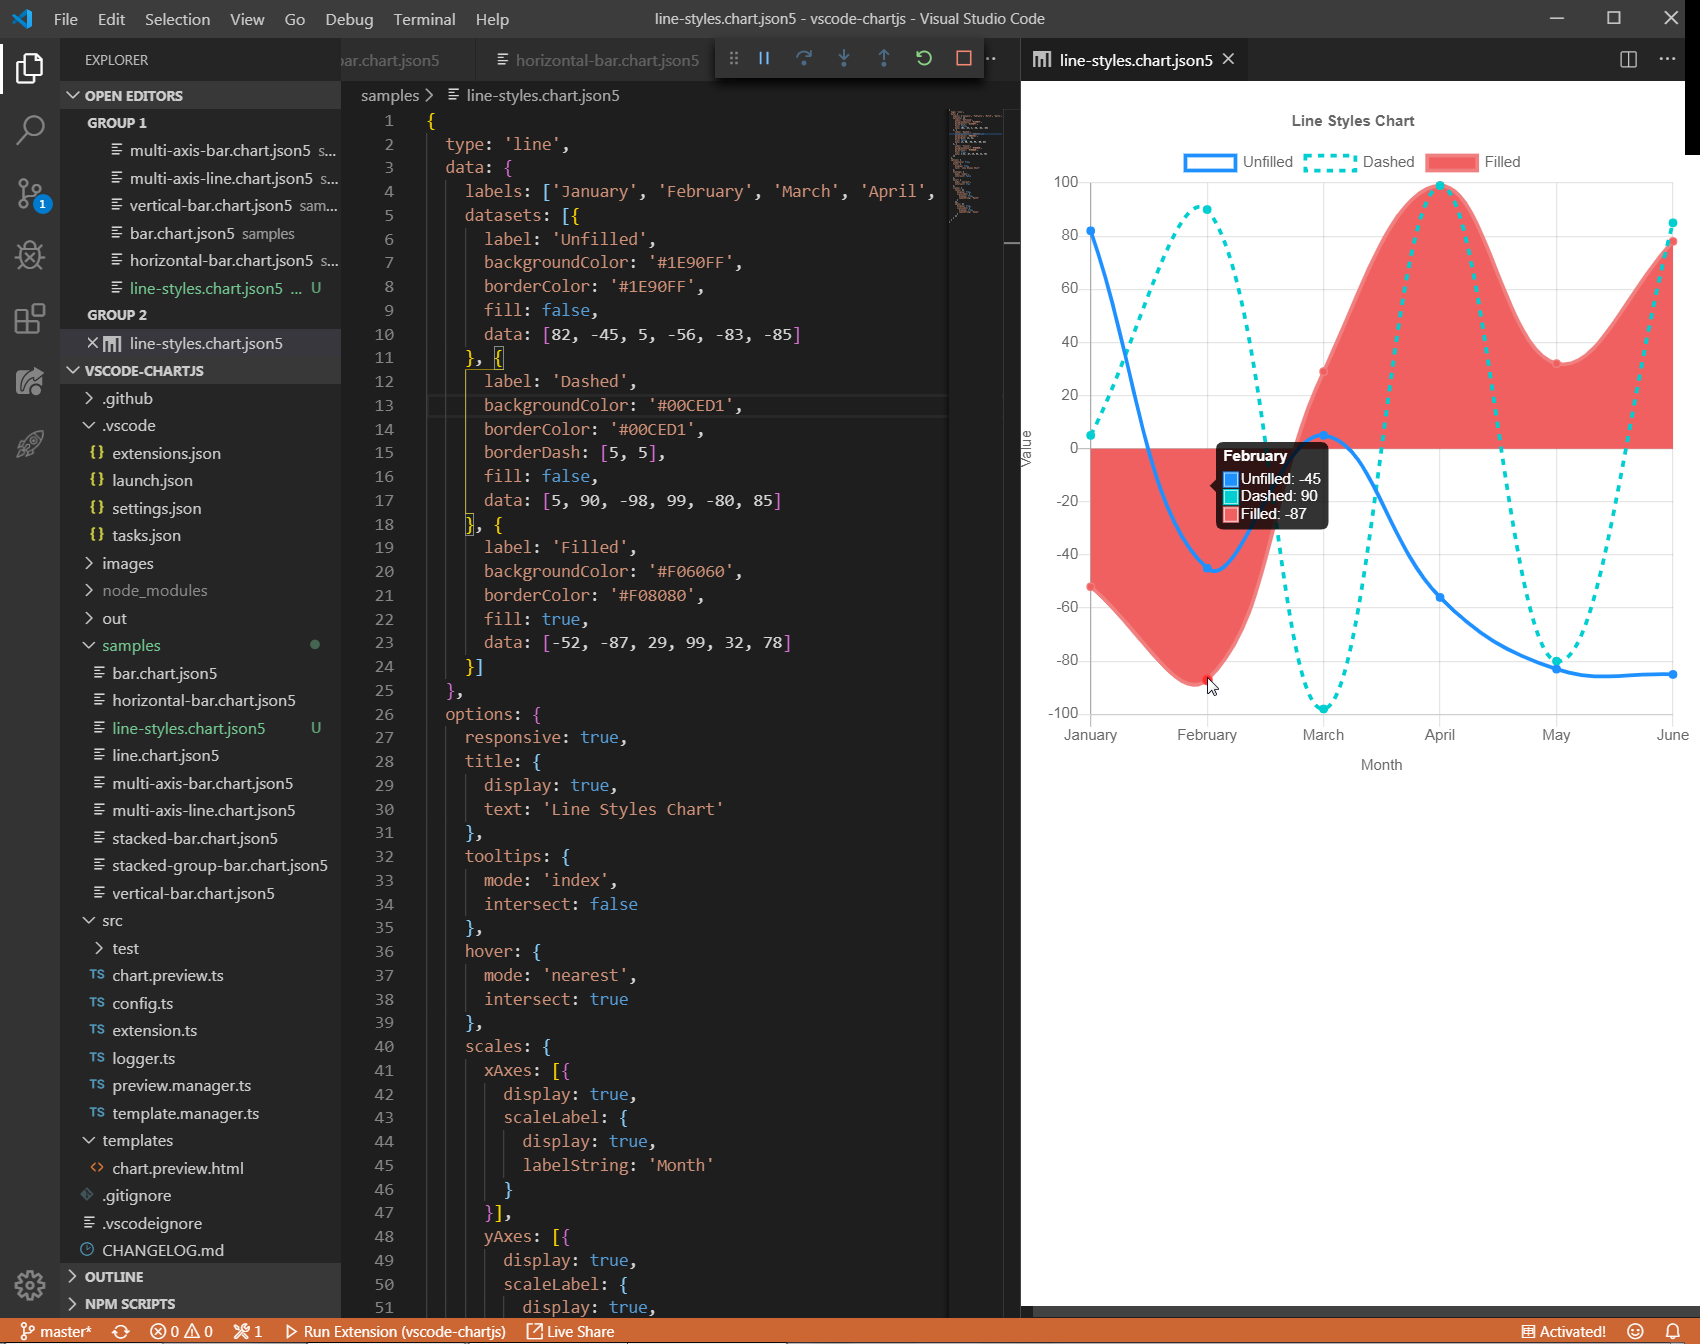 File Edit Selection View Go Debug Terminal Help
line-styles.chart.json5 - vscode-chartjs - Visual Studio Code
EXPLORER
OPEN EDITORS
GROUP 1
multi-axis-bar.chart.json5 s...
multi-axis-line.chart.json5 s...
vertical-bar.chart.json5 sam...
bar.chart.json5 samples
horizontal-bar.chart.json5 s...
line-styles.chart.json5 ... U
GROUP 2
line-styles.chart.json5
VSCODE-CHARTJS
.github
.vscode
{} extensions.json
{} launch.json
{} settings.json
{} tasks.json
images
node_modules
out
samples
bar.chart.json5
horizontal-bar.chart.json5
line-styles.chart.json5 U
line.chart.json5
multi-axis-bar.chart.json5
multi-axis-line.chart.json5
stacked-bar.chart.json5
stacked-group-bar.chart.json5
vertical-bar.chart.json5
src
test
TS chart.preview.ts
TS config.ts
TS extension.ts
TS logger.ts
TS preview.manager.ts
TS template.manager.ts
templates
<> chart.preview.html
.gitignore
.vscodeignore
CHANGELOG.md
OUTLINE
NPM SCRIPTS
1
bar.chart.json5
horizontal-bar.chart.json5
samples > line-styles.chart.json5
1 {
2 type: 'line',
3 data: {
4 labels: ['January', 'February', 'March', 'April',
5 datasets: [{
6 label: 'Unfilled',
7 backgroundColor: '#1E90FF',
8 borderColor: '#1E90FF',
9 fill: false,
10 data: [82, -45, 5, -56, -83, -85]
11 }, {
12 label: 'Dashed',
13 backgroundColor: '#00CED1',
14 borderColor: '#00CED1',
15 borderDash: [5, 5],
16 fill: false,
17 data: [5, 90, -98, 99, -80, 85]
18 }, {
19 label: 'Filled',
20 backgroundColor: '#F06060',
21 borderColor: '#F08080',
22 fill: true,
23 data: [-52, -87, 29, 99, 32, 78]
24 }]
25 },
26 options: {
27 responsive: true,
28 title: {
29 display: true,
30 text: 'Line Styles Chart'
31 },
32 tooltips: {
33 mode: 'index',
34 intersect: false
35 },
36 hover: {
37 mode: 'nearest',
38 intersect: true
39 },
40 scales: {
41 xAxes: [{
42 display: true,
43 scaleLabel: {
44 display: true,
45 labelString: 'Month'
46 }
47 }],
48 yAxes: [{
49 display: true,
50 scaleLabel: {
51 display: true,
line-styles.chart.json5
Line Styles Chart
Unfilled Dashed Filled
100
80
60
40
20
0
-20
-40
-60
-80
-100
Value
February
Unfilled: -45
Dashed: 90
Filled: -87
January February March April May June
Month
master* 0 0 1 Run Extension (vscode-chartjs) Live Share Activated!